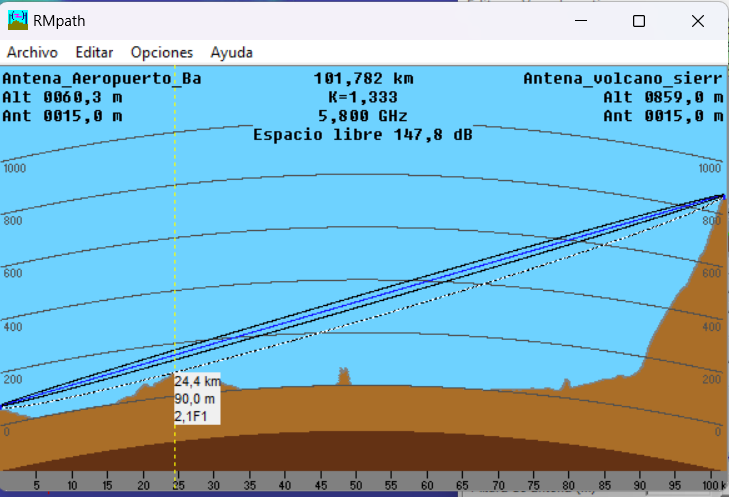 RMpath
Archivo Editar Opciones Ayuda
Antena_Aeropuerto_Ba 101,782 km Antena_volcano_sierr
Alt 0060,3 m K=1,333 Alt 0859,0 m
Ant 0015,0 m 5,800 GHz Ant 0015,0 m
Espacio libre 147,8 dB
1000 1000
800 800
600 600
400 400
200 200
0 0
24,4 km
90,0 m
2,1F1
5 10 15 20 25 30 35 40 45 50 55 60 65 70 75 80 85 90 95 100 k